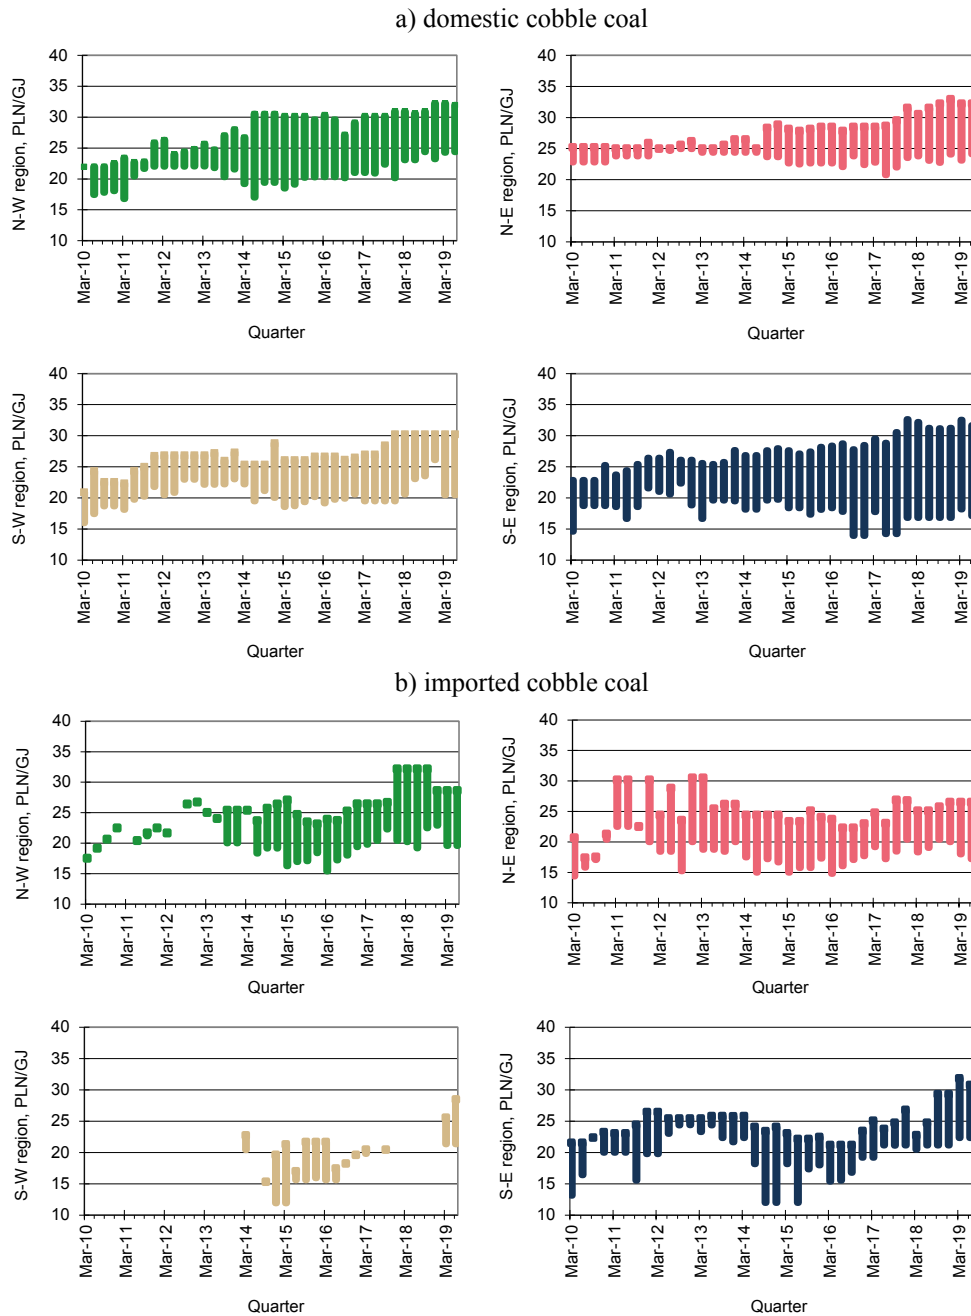 a) domestic cobble coal
N-W region, PLN/GJ
40
35
30
25
20
15
10
Mar-10
Mar-11
Mar-12
Mar-13
Mar-14
Mar-15
Mar-16
Mar-17
Mar-18
Mar-19
Quarter
N-E region, PLN/GJ
40
35
30
25
20
15
10
Mar-10
Mar-11
Mar-12
Mar-13
Mar-14
Mar-15
Mar-16
Mar-17
Mar-18
Mar-19
Quarter
S-W region, PLN/GJ
40
35
30
25
20
15
10
Mar-10
Mar-11
Mar-12
Mar-13
Mar-14
Mar-15
Mar-16
Mar-17
Mar-18
Mar-19
Quarter
S-E region, PLN/GJ
40
35
30
25
20
15
10
Mar-10
Mar-11
Mar-12
Mar-13
Mar-14
Mar-15
Mar-16
Mar-17
Mar-18
Mar-19
Quarter
b) imported cobble coal
N-W region, PLN/GJ
40
35
30
25
20
15
10
Mar-10
Mar-11
Mar-12
Mar-13
Mar-14
Mar-15
Mar-16
Mar-17
Mar-18
Mar-19
Quarter
N-E region, PLN/GJ
40
35
30
25
20
15
10
Mar-10
Mar-11
Mar-12
Mar-13
Mar-14
Mar-15
Mar-16
Mar-17
Mar-18
Mar-19
Quarter
S-W region, PLN/GJ
40
35
30
25
20
15
10
Mar-10
Mar-11
Mar-12
Mar-13
Mar-14
Mar-15
Mar-16
Mar-17
Mar-18
Mar-19
Quarter
S-E region, PLN/GJ
40
35
30
25
20
15
10
Mar-10
Mar-11
Mar-12
Mar-13
Mar-14
Mar-15
Mar-16
Mar-17
Mar-18
Mar-19
Quarter